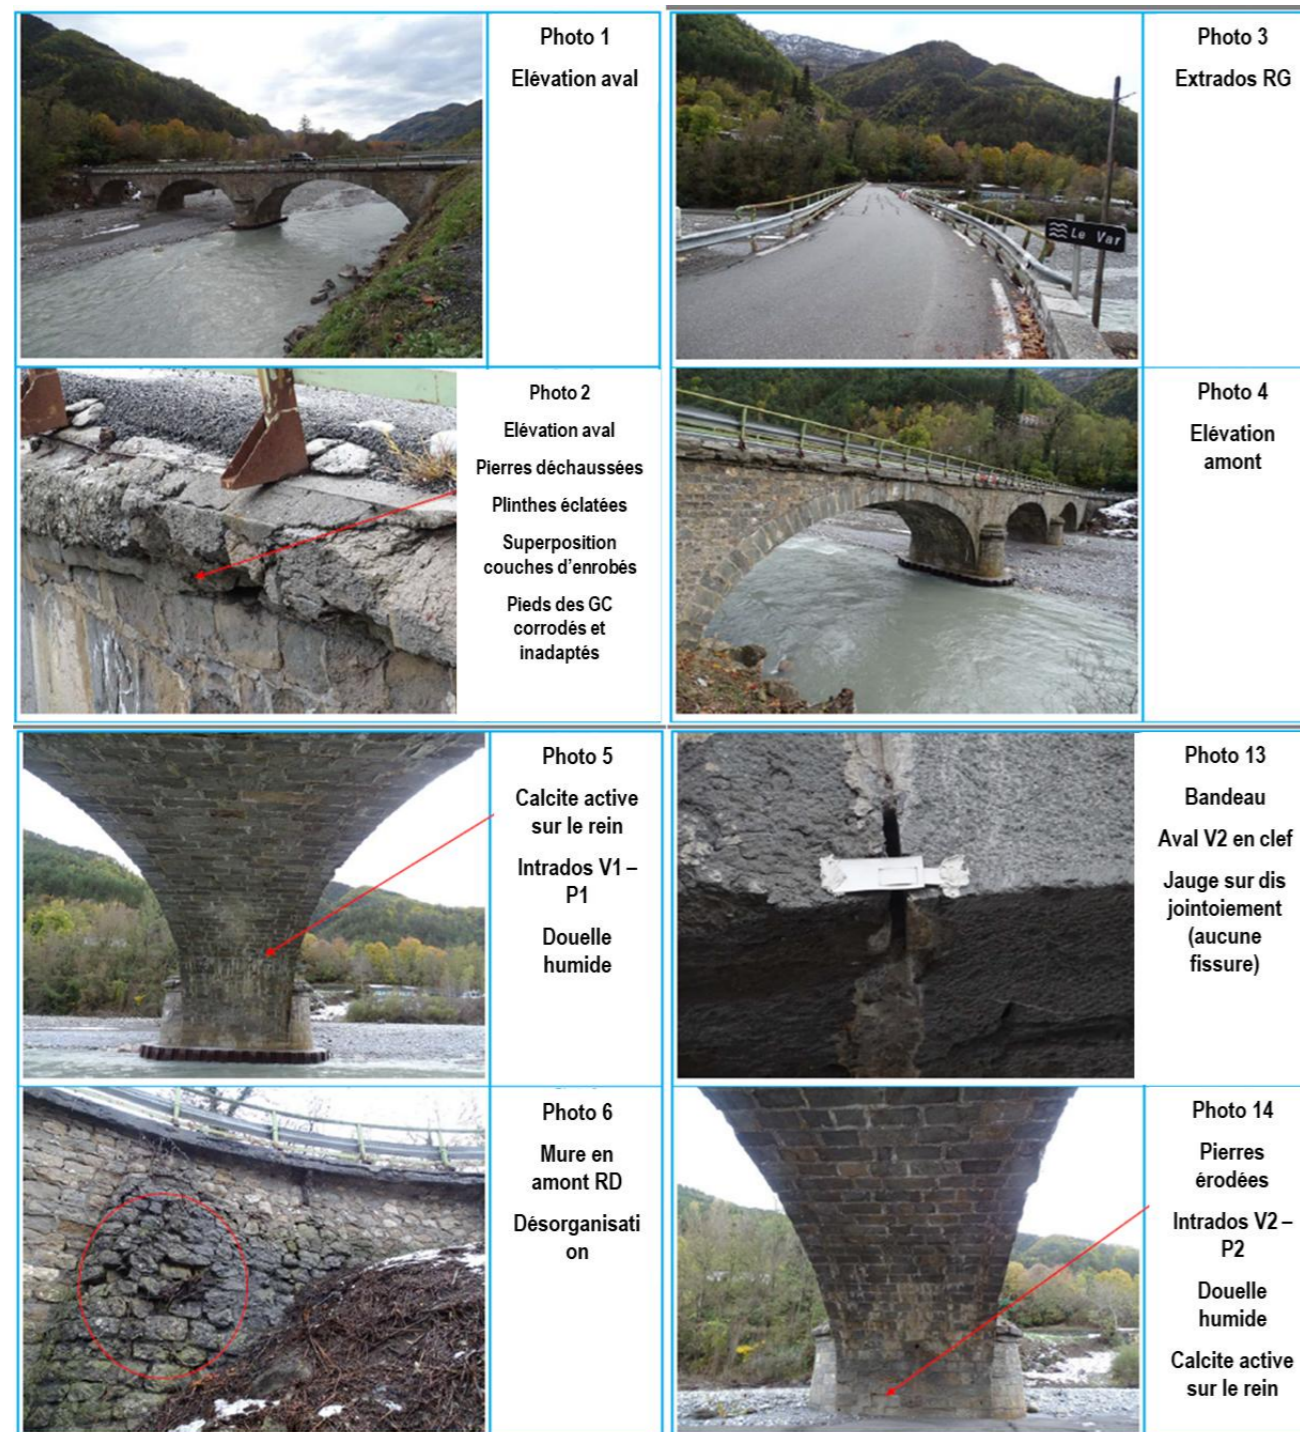 Photo 1
Elévation aval
Photo 2
Elévation aval
Pierres déchaussées
Plinthes éclatées
Superposition
couches d'enrobés
Pieds des GC
corrodés et
inadaptés
Photo 3
Extrados RG
Le Var
Photo 4
Elévation
amont
Photo 5
Calcite active
sur le rein
Intrados V1 –
P1
Douelle
humide
Photo 6
Mure en
amont RD
Désorganisati
on
Photo 13
Bandeau
Aval V2 en clef
Jauge sur dis
jointoiement
(aucune
fissure)
Photo 14
Pierres
érodées
Intrados V2 –
P2
Douelle
humide
Calcite active
sur le rein